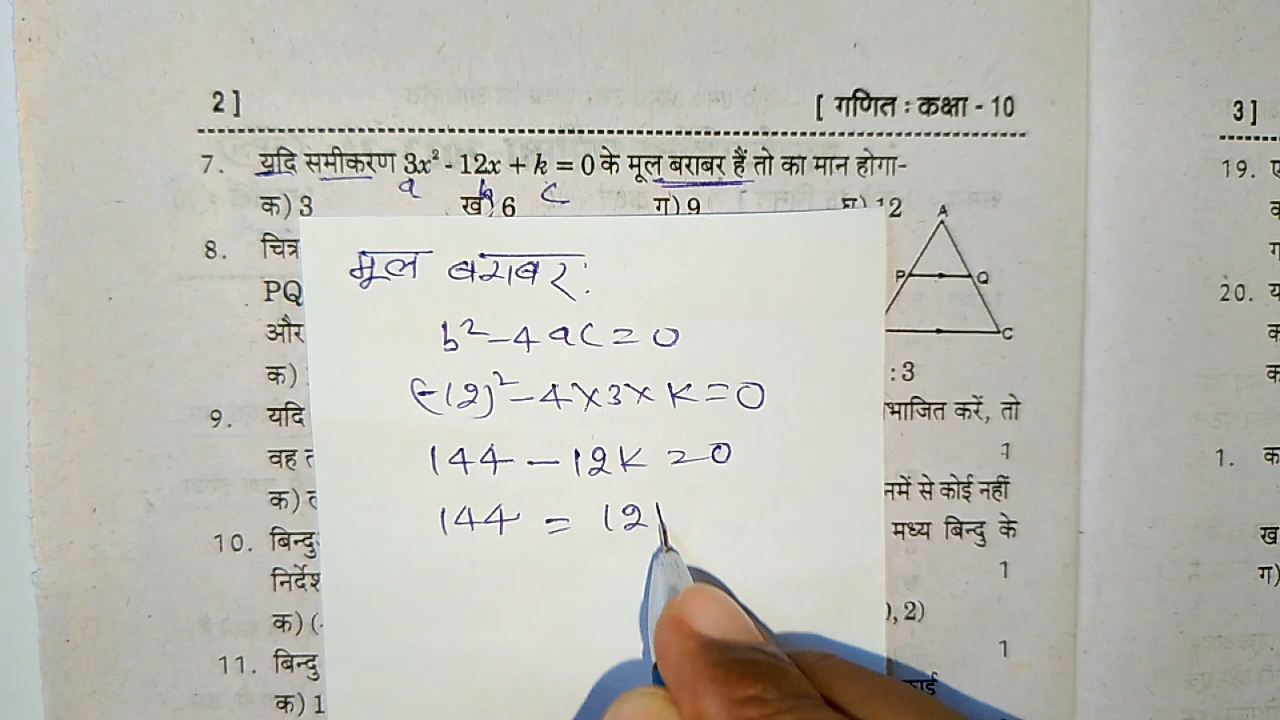 2 ]
[ गणित : कक्षा - 10
3 ]
7. यदि समीकरण 3x² - 12x + k = 0 के मूल बराबर हैं तो का मान होगा-
a b c
क) 3 ख) 6 ग) 9 घ) 12
8. चित्र
PQ
और
क)
A
P Q
C
: 3
9. यदि
भाजित करें, तो
वह
1
क)
नमें से कोई नहीं
10. बिन्दु
मध्य बिन्दु के
निर्देश
1
क) (-
), 2)
11. बिन्दु
1
क) 1
मूल बराबर :
b² - 4ac = 0
(-12)² - 4 × 3 × K = 0
144 - 12K = 0
144 = 12
19.
ग
20. य
1. क
ख
ग)